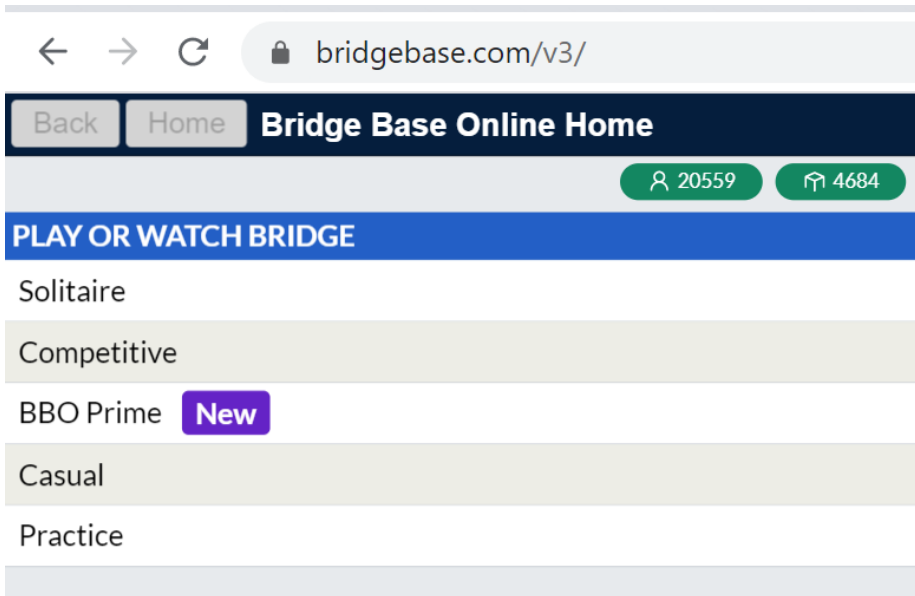 bridgebase.com/v3/
Back Home Bridge Base Online Home
20559 4684
PLAY OR WATCH BRIDGE
Solitaire
Competitive
BBO Prime New
Casual
Practice